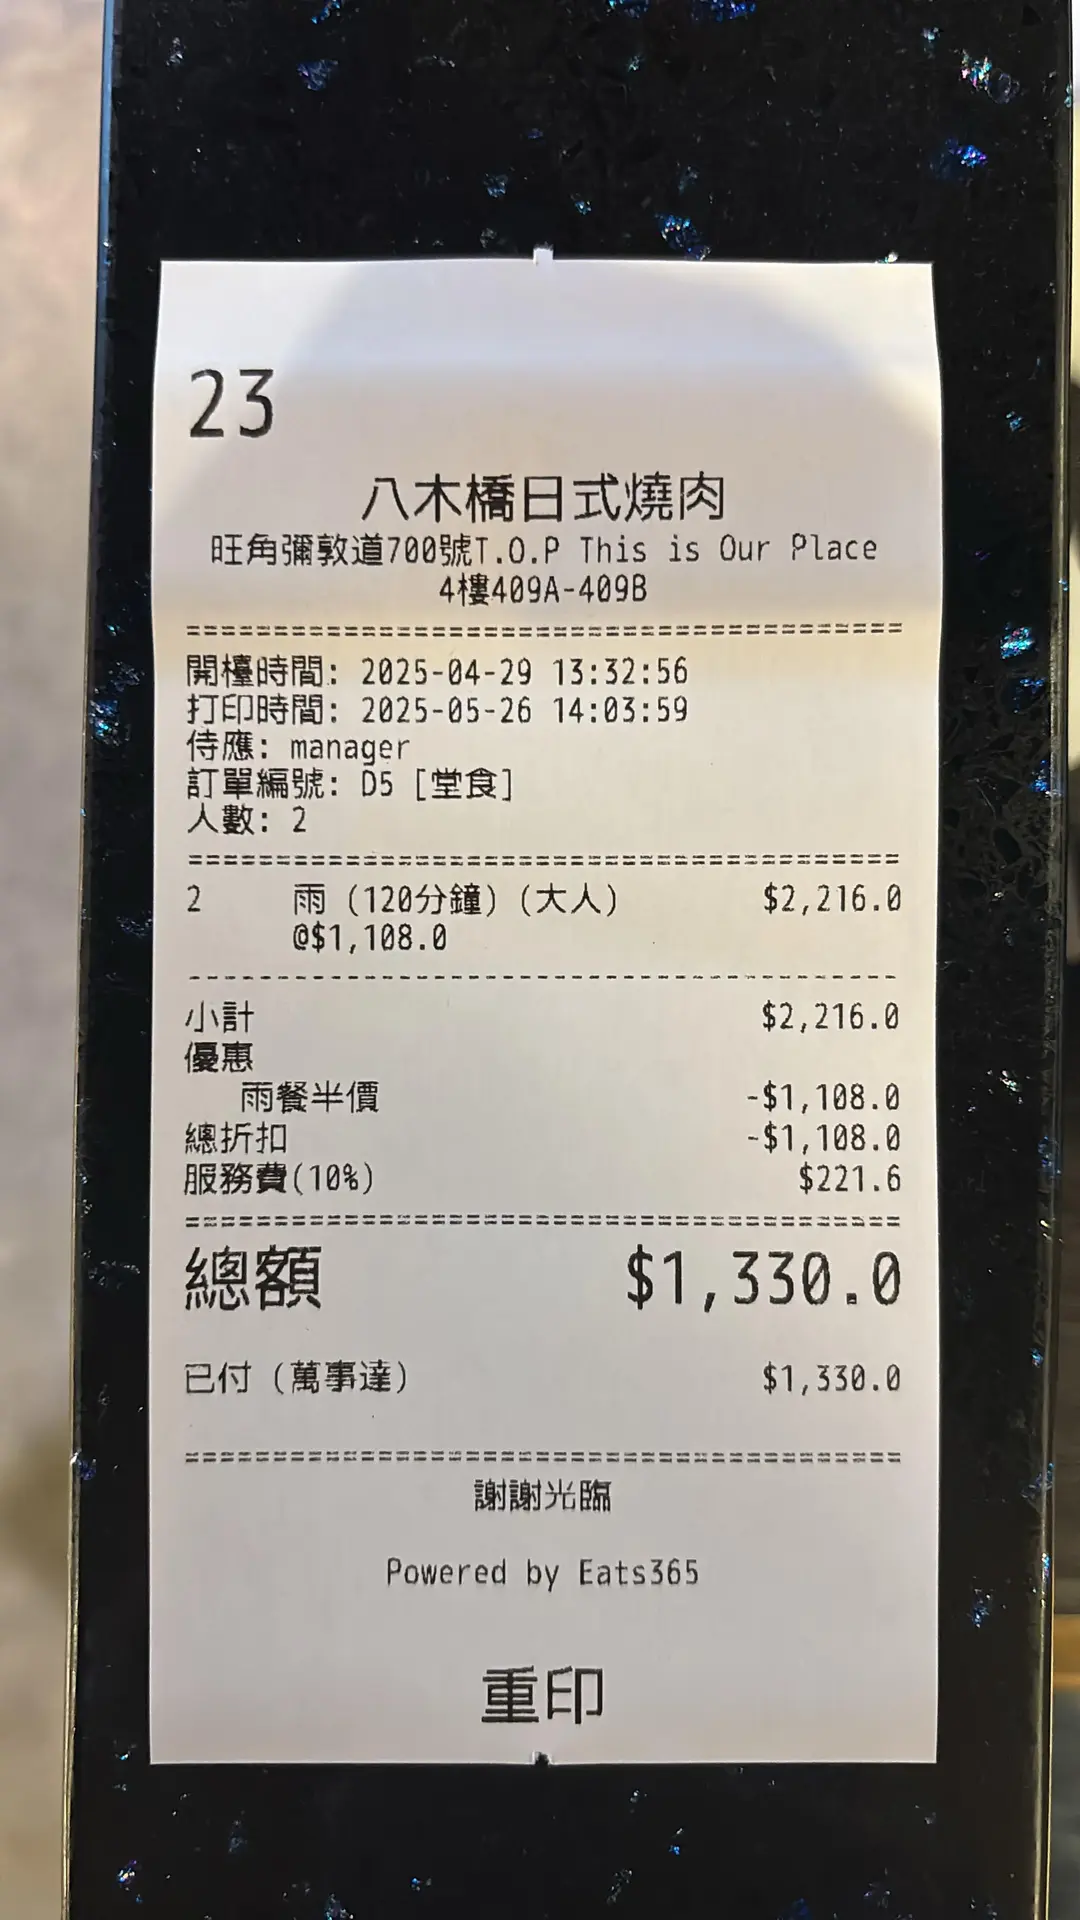 23
八木橋日式燒肉
旺角彌敦道700號T.O.P This is Our Place
4樓409A-409B
開檯時間: 2025-04-29 13:32:56
打印時間: 2025-05-26 14:03:59
侍應: manager
訂單編號: D5 [堂食]
人數: 2
2 雨 (120分鐘) (大人) $2,216.0
@$1,108.0
小計 $2,216.0
優惠
雨餐半價 -$1,108.0
總折扣 -$1,108.0
服務費(10%) $221.6
總額 $1,330.0
已付 (萬事達) $1,330.0
謝謝光臨
Powered by Eats365
重印